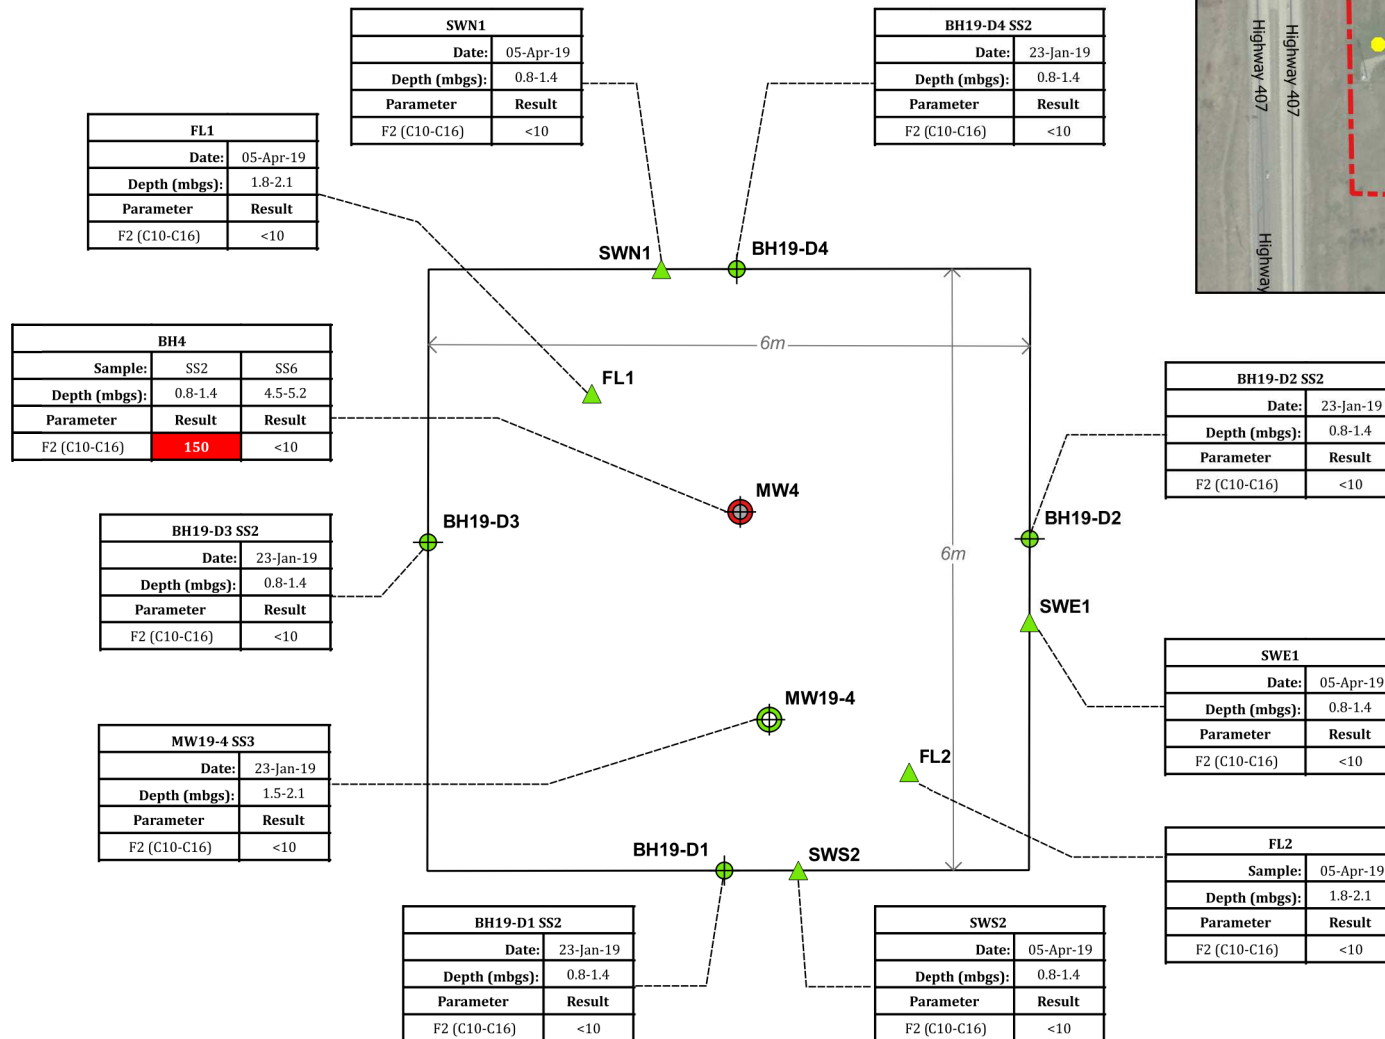 SWN1
Date: 05-Apr-19
Depth (mbgs): 0.8-1.4
Parameter Result
F2 (C10-C16) <10
BH19-D4 SS2
Date: 23-Jan-19
Depth (mbgs): 0.8-1.4
Parameter Result
F2 (C10-C16) <10
Highway 407
Highway 407
Highway
FL1
Date: 05-Apr-19
Depth (mbgs): 1.8-2.1
Parameter Result
F2 (C10-C16) <10
SWN1
BH19-D4
6m
FL1
BH4
Sample: SS2 SS6
Depth (mbgs): 0.8-1.4 4.5-5.2
Parameter Result Result
F2 (C10-C16) 150 <10
BH19-D2 SS2
Date: 23-Jan-19
Depth (mbgs): 0.8-1.4
Parameter Result
F2 (C10-C16) <10
MW4
BH19-D3
BH19-D2
6m
BH19-D3 SS2
Date: 23-Jan-19
Depth (mbgs): 0.8-1.4
Parameter Result
F2 (C10-C16) <10
SWE1
SWE1
Date: 05-Apr-19
Depth (mbgs): 0.8-1.4
Parameter Result
F2 (C10-C16) <10
MW19-4
MW19-4 SS3
Date: 23-Jan-19
Depth (mbgs): 1.5-2.1
Parameter Result
F2 (C10-C16) <10
FL2
FL2
Sample: 05-Apr-19
Depth (mbgs): 1.8-2.1
Parameter Result
F2 (C10-C16) <10
BH19-D1
SWS2
BH19-D1 SS2
Date: 23-Jan-19
Depth (mbgs): 0.8-1.4
Parameter Result
F2 (C10-C16) <10
SWS2
Date: 05-Apr-19
Depth (mbgs): 0.8-1.4
Parameter Result
F2 (C10-C16) <10